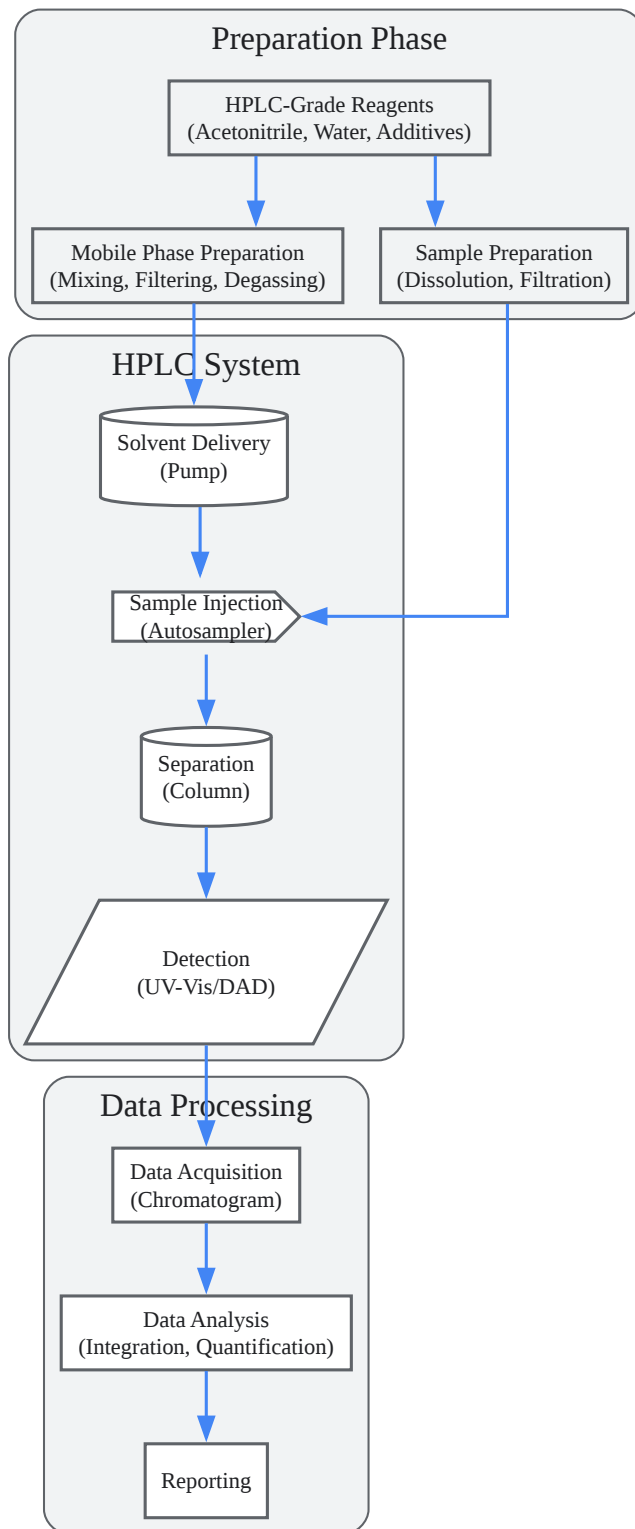 Preparation Phase
HPLC-Grade Reagents
(Acetonitrile, Water, Additives)
Mobile Phase Preparation
(Mixing, Filtering, Degassing)
Sample Preparation
(Dissolution, Filtration)
HPLC System
Solvent Delivery
(Pump)
Sample Injection
(Autosampler)
Separation
(Column)
Detection
(UV-Vis/DAD)
Data Processing
Data Acquisition
(Chromatogram)
Data Analysis
(Integration, Quantification)
Reporting